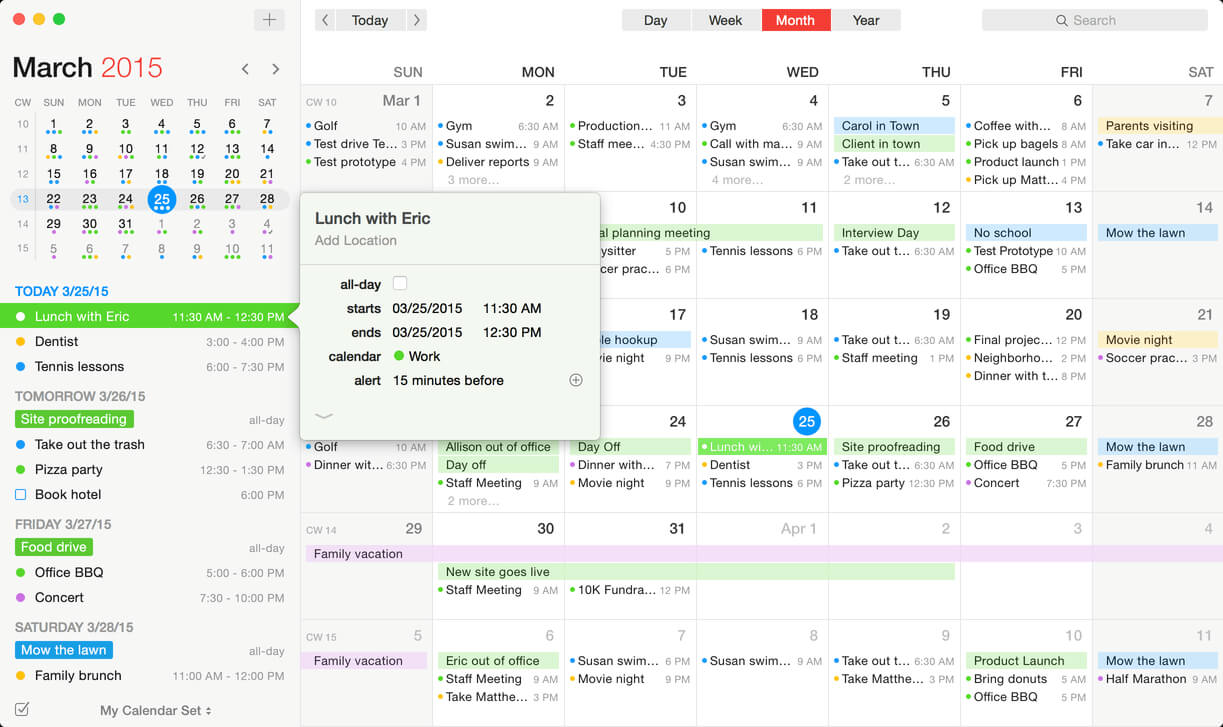 March 2015
CW SUN MON TUE WED THU FRI SAT
10 1 2 3 4 5 6 7
11 8 9 10 11 12 13 14
12 15 16 17 18 19 20 21
13 22 23 24 25 26 27 28
14 29 30 31 1 2 3 4
15 5 6 7 8 9 10 11
TODAY 3/25/15
Lunch with Eric 11:30 AM - 12:30 PM
Dentist 3:00 - 4:00 PM
Tennis lessons 6:00 - 7:30 PM
TOMORROW 3/26/15
Site proofreading all-day
Take out the trash 6:30 - 7:00 AM
Pizza party 12:30 - 1:30 PM
Book hotel 6:00 PM
FRIDAY 3/27/15
Food drive all-day
Office BBQ 5:00 - 6:00 PM
Concert 7:30 - 10:00 PM
SATURDAY 3/28/15
Mow the lawn all-day
Family brunch 11:00 AM - 12:00 PM
My Calendar Set
Today Day Week Month Year Search
SUN MON TUE WED THU FRI SAT
CW 10 Mar 1 2 3 4 5 6 7
Golf 10 AM Gym 6:30 AM Production... 11 AM Gym 6:30 AM Carol in Town Coffee with... 8 AM Parents visiting
Test drive Te... 3 PM Susan swim... 9 AM Staff mee... 4:30 PM Call with ma... 9 AM Client in town Pick up bagels 8 AM Take car in... 12 PM
Test prototype 4 PM Deliver reports 9 AM Susan swim... 9 AM Take out t... 6:30 AM Product launch 1 PM
3 more... 4 more... 2 more... Pick up Matt... 4 PM
Lunch with Eric
Add Location
all-day
starts 03/25/2015 11:30 AM
ends 03/25/2015 12:30 PM
calendar Work
alert 15 minutes before
10 11 12 13 14
planning meeting Interview Day No school Mow the lawn
5 PM Tennis lessons 6 PM Take out t... 6:30 AM Test Prototype 10 AM
6 PM Office BBQ 5 PM
17 18 19 20 21
hookup Susan swim... 9 AM Take out t... 6:30 AM Final projec... 12 PM Movie night
night 9 PM Tennis lessons 6 PM Staff meeting 1 PM Neighborho... 2 PM Soccer prac... 3 PM
Dinner with t... 8 PM
24 25 26 27 28
Golf 10 AM Allison out of office Day Off Lunch wi... 11:30 AM Site proofreading Food drive Mow the lawn
Dinner wit... 6:30 PM Day off Dinner with... 7 PM Dentist 3 PM Take out t... 6:30 AM Office BBQ 5 PM Family brunch 11 AM
Staff Meeting 9 AM Movie night 9 PM Tennis lessons 6 PM Pizza party 12:30 PM Concert 7:30 PM
2 more...
CW 14 29 30 31 Apr 1 2 3 4
Family vacation
New site goes live
Staff Meeting 9 AM 10K Fundra... 12 PM
CW 15 5 6 7 8 9 10 11
Family vacation Eric out of office Susan swim... 6 PM Susan swim... 9 AM Take out t... 6:30 AM Product Launch Mow the lawn
Staff Meeting 9 AM Movie night 9 PM Take Matthe... 3 PM Bring donuts 5 AM Half Marathon 9 AM
Take Matthe... 3 PM Office BBQ 5 PM